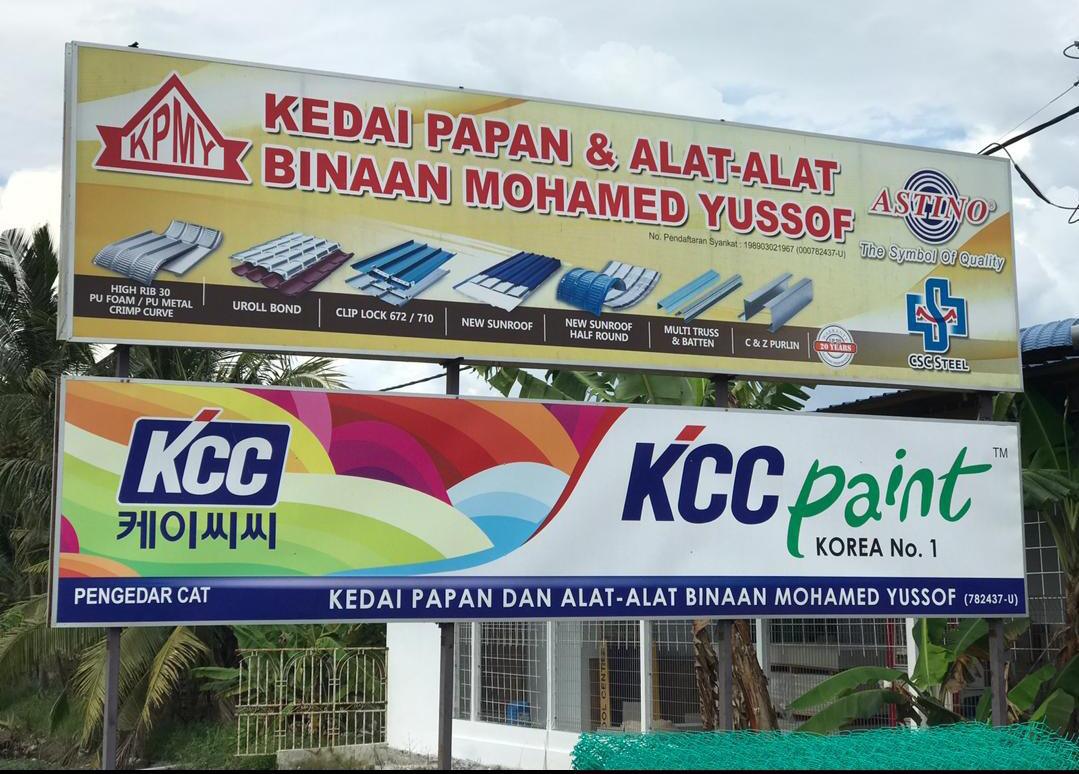 KPMY
KEDAI PAPAN & ALAT-ALAT
BINAAN MOHAMED YUSSOF
No. Pendaftaran Syarikat : 198903021967 (000782437-U)
ASTINO®
The Symbol Of Quality
HIGH RIB 30
PU FOAM / PU METAL
CRIMP CURVE
UROLL BOND
CLIP LOCK 672 / 710
NEW SUNROOF
NEW SUNROOF
HALF ROUND
MULTI TRUSS
& BATTEN
C & Z PURLIN
20 YEARS
CSC STEEL
KCC
케이씨씨
KCC paint TM
KOREA No. 1
PENGEDAR CAT
KEDAI PAPAN DAN ALAT-ALAT BINAAN MOHAMED YUSSOF (782437-U)